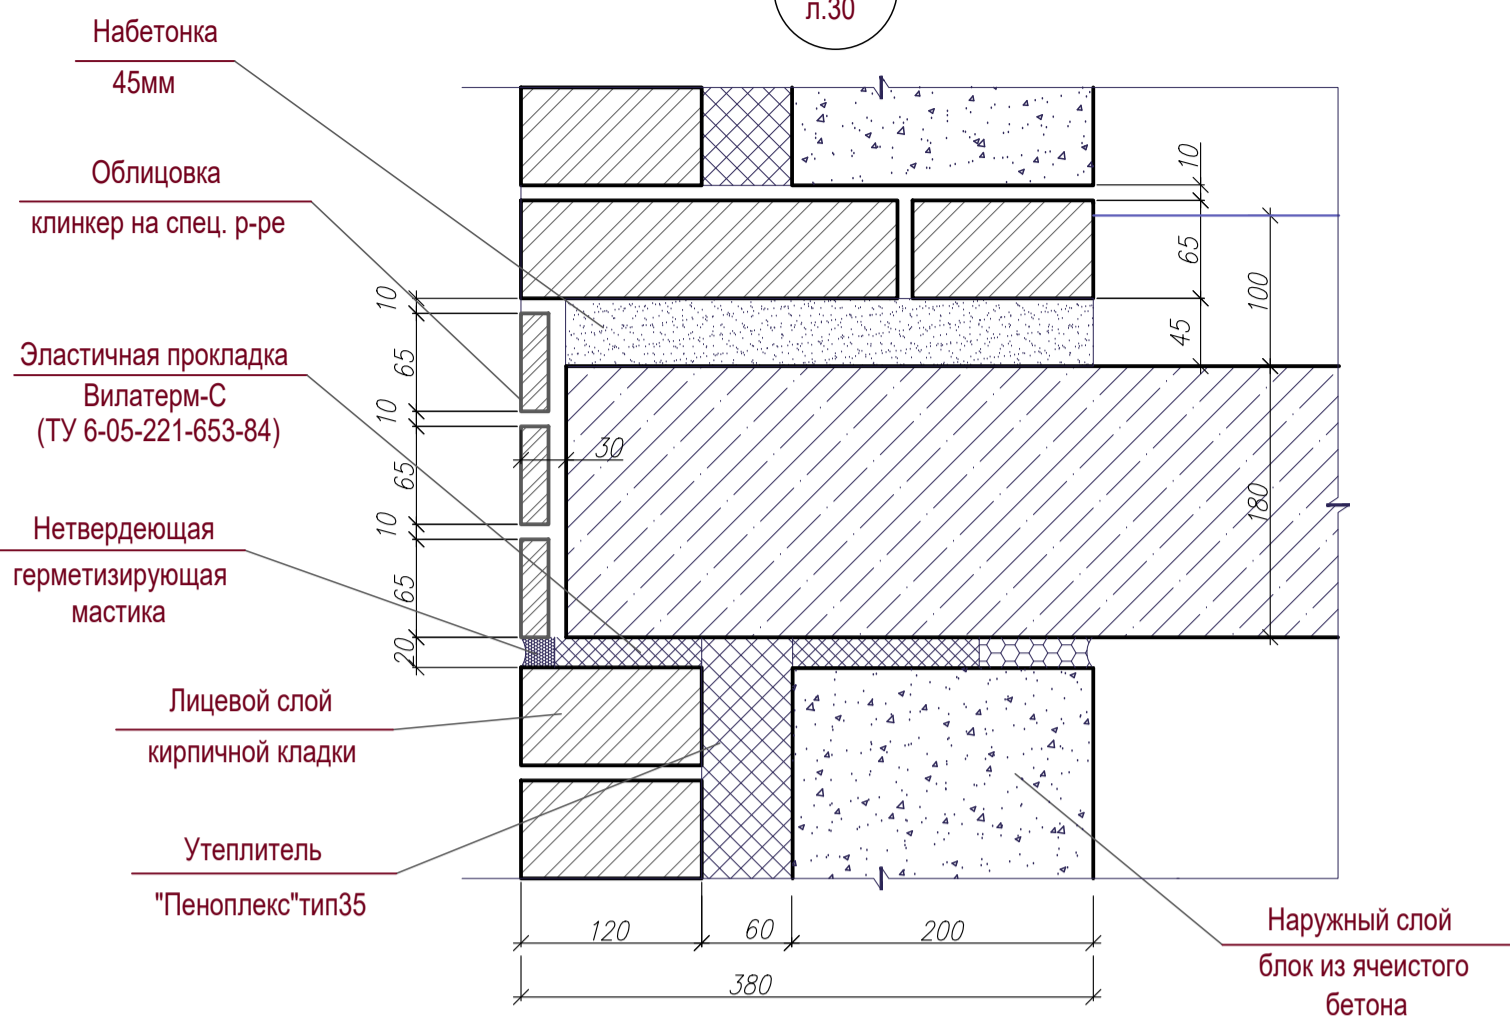 л.30
Набетонка
45мм
Облицовка
клинкер на спец. р-ре
Эластичная прокладка
Вилатерм-С
(ТУ 6-05-221-653-84)
Нетвердеющая
герметизирующая
мастика
Лицевой слой
кирпичной кладки
Утеплитель
"Пеноплекс"тип35
Наружный слой
блок из ячеистого
бетона
10
65
10
65
10
65
20
30
10
65
45
100
180
120
60
200
380